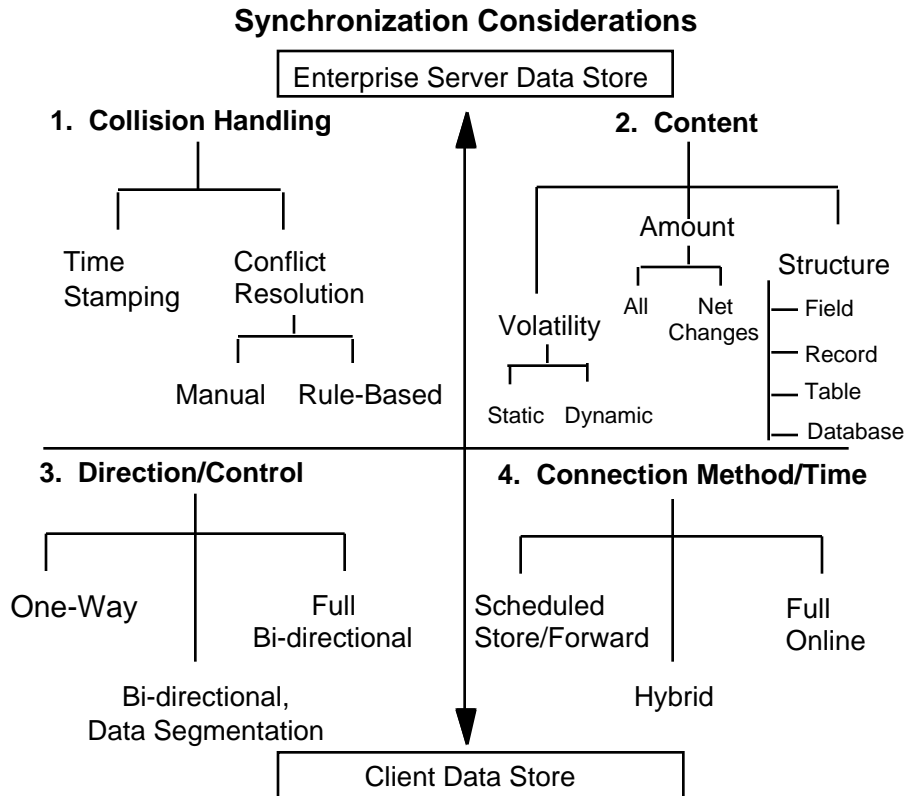 Synchronization Considerations
Enterprise Server Data Store
1. Collision Handling
Time
Stamping
Conflict
Resolution
Manual
Rule-Based
2. Content
Volatility
Static
Dynamic
Amount
All
Net
Changes
Structure
Field
Record
Table
Database
3. Direction/Control
One-Way
Bi-directional,
Data Segmentation
Full
Bi-directional
4. Connection Method/Time
Scheduled
Store/Forward
Hybrid
Full
Online
Client Data Store